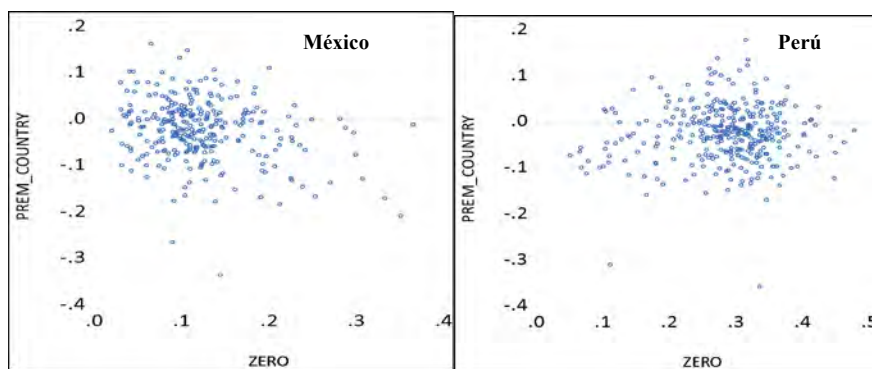 México
.2
.1
.0
-.1
-.2
-.3
-.4
PREM_COUNTRY
.0 .1 .2 .3 .4
ZERO
Perú
.2
.1
.0
-.1
-.2
-.3
-.4
PREM_COUNTRY
.0 .1 .2 .3 .4 .5
ZERO